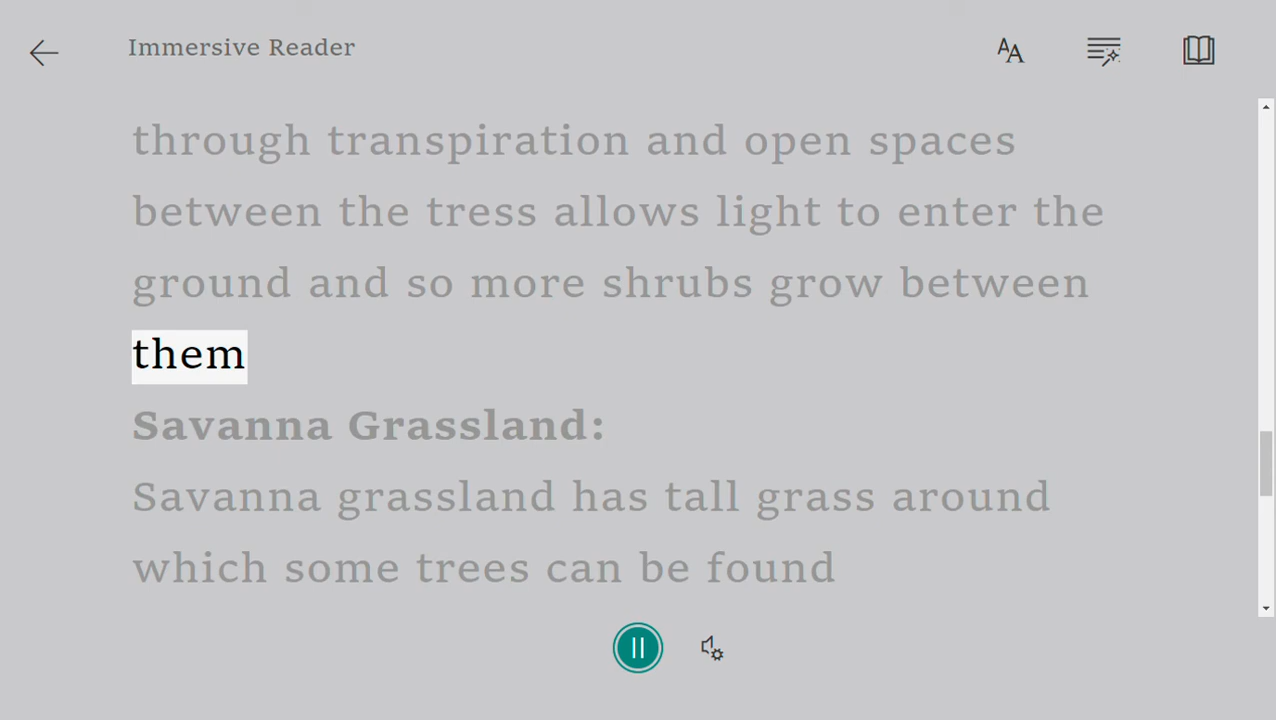 Immersive Reader
through transpiration and open spaces
between the tress allows light to enter the
ground and so more shrubs grow between
them
Savanna Grassland:
Savanna grassland has tall grass around
which some trees can be found